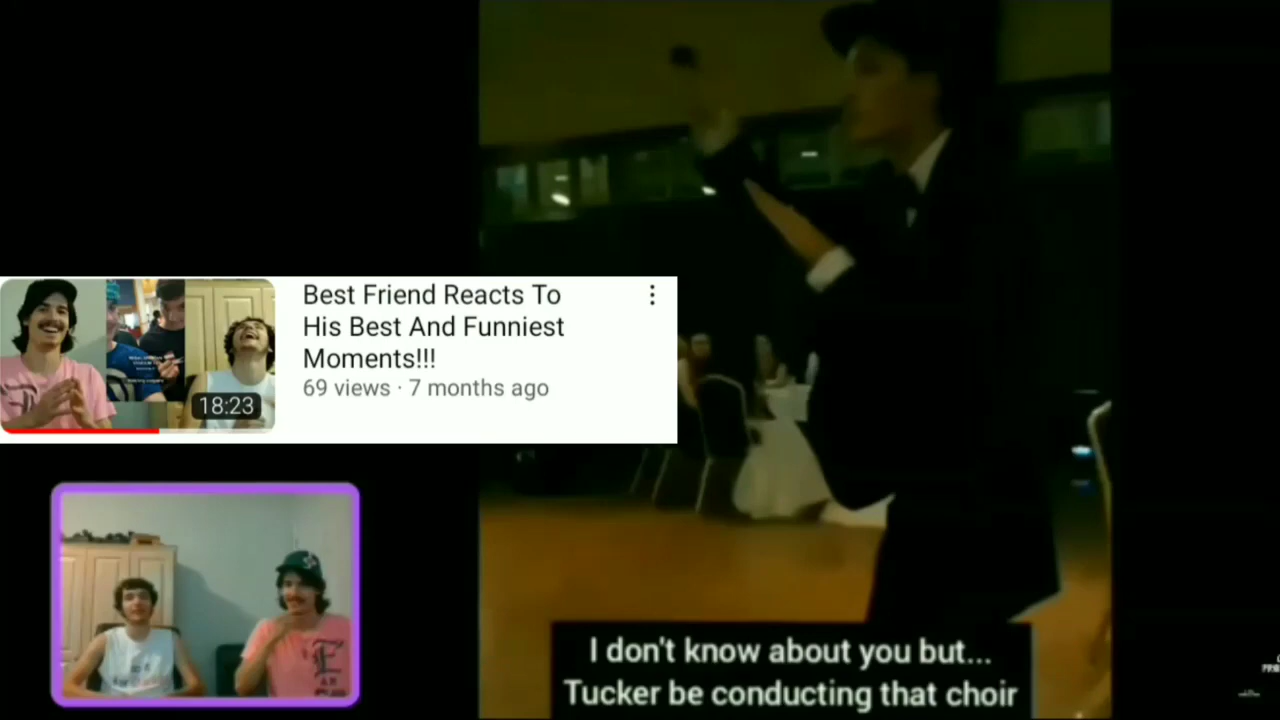 Best Friend Reacts To
His Best And Funniest
Moments!!!
69 views · 7 months ago
18:23
I don't know about you but...
Tucker be conducting that choir